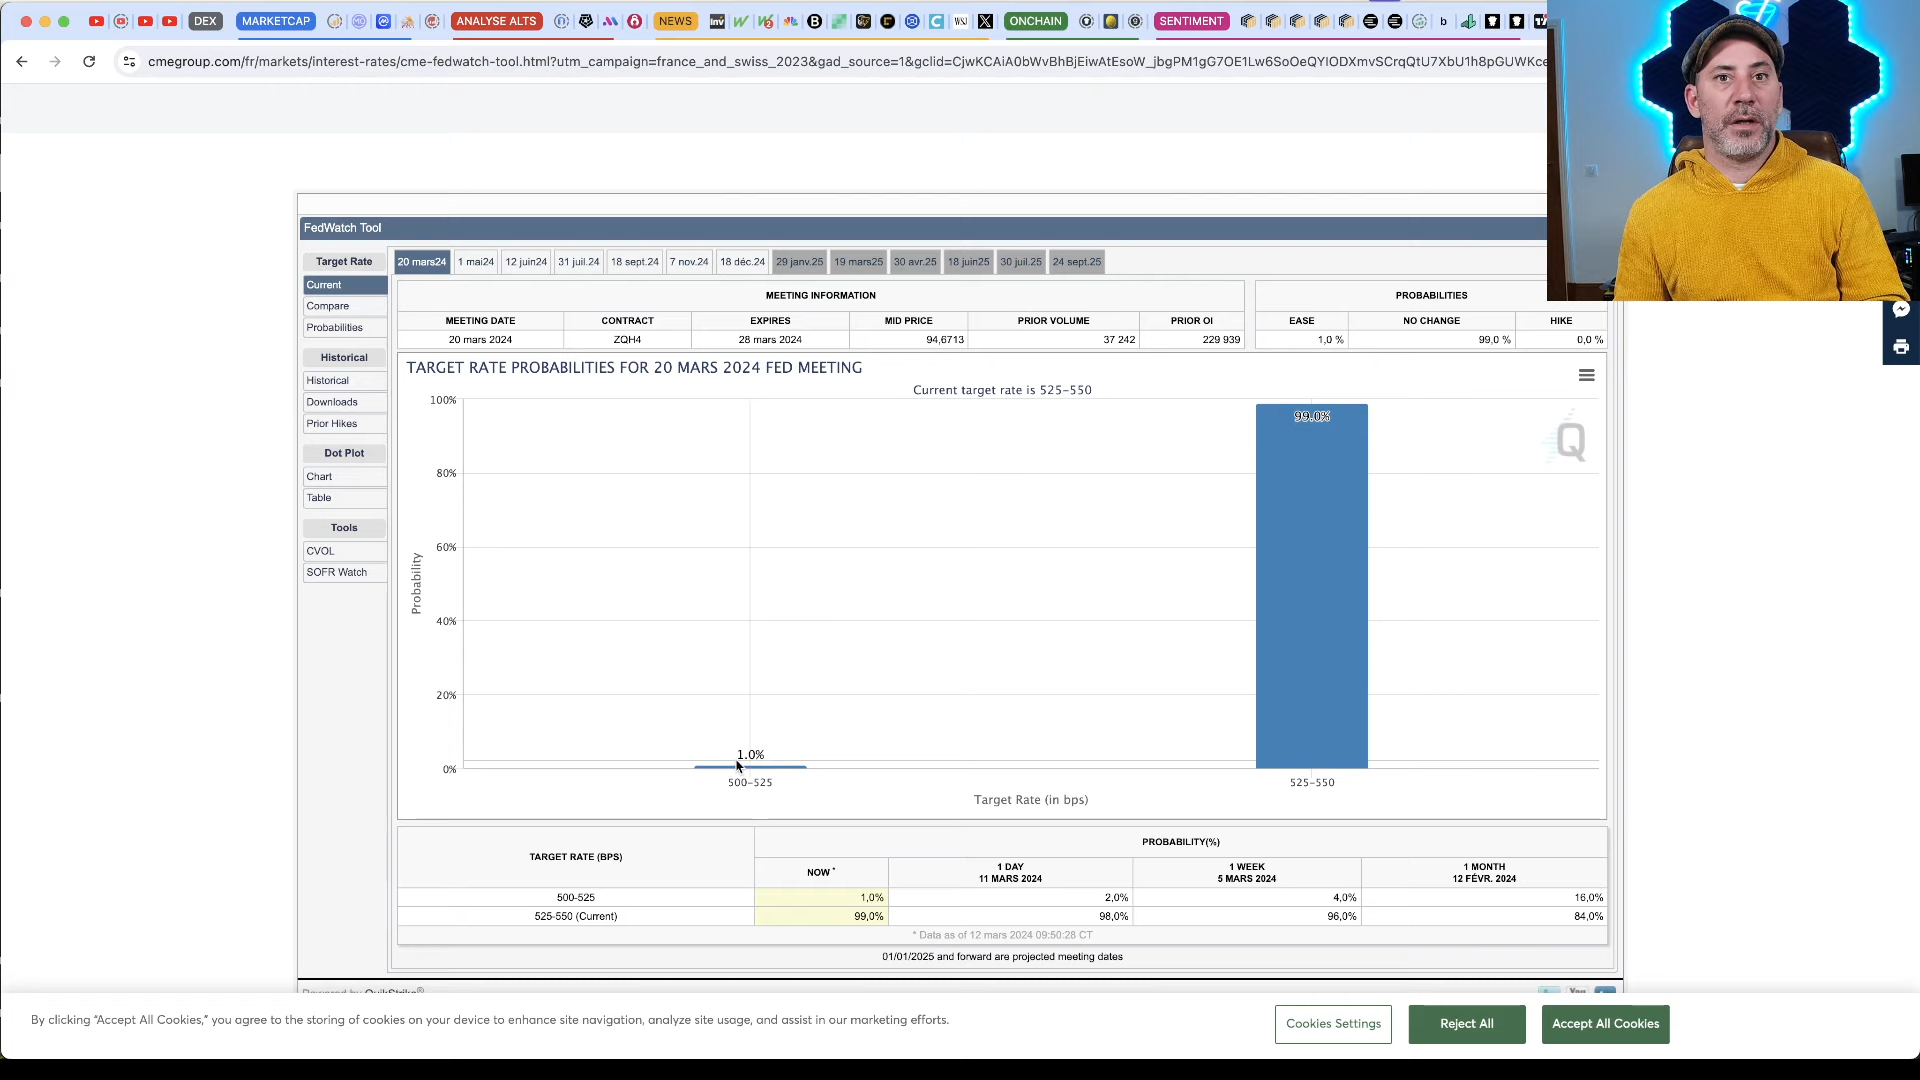 DEX
MARKETCAP
ANALYSE ALTS
NEWS
ONCHAIN
SENTIMENT
cmegroup.com/fr/markets/interest-rates/cme-fedwatch-tool.html?utm_campaign=france_and_swiss_2023&gad_source=1&gclid=CjwKCAiA0bWvBhBjEiwAtEsoW_jbgPM1gG7OE1Lw6SoOeQYlODXmvSCrqQtU7XbU1h8pGUWKce
FedWatch Tool
Target Rate
Current
Compare
Probabilities
Historical
Historical
Downloads
Prior Hikes
Dot Plot
Chart
Table
Tools
CVOL
SOFR Watch
20 mars24 1 mai24 12 juin24 31 juil.24 18 sept.24 7 nov.24 18 déc.24 29 janv.25 19 mars25 30 avr.25 18 juin25 30 juil.25 24 sept.25
MEETING INFORMATION
MEETING DATE CONTRACT EXPIRES MID PRICE PRIOR VOLUME PRIOR OI
20 mars 2024 ZQH4 28 mars 2024 94,6713 37 242 229 939
PROBABILITIES
EASE NO CHANGE HIKE
1,0 % 99,0 % 0,0 %
TARGET RATE PROBABILITIES FOR 20 MARS 2024 FED MEETING
Current target rate is 525-550
100%
80%
60%
40%
20%
0%
Probability
99.0%
Q
1.0%
500-525 525-550
Target Rate (in bps)
TARGET RATE (BPS) PROBABILITY(%)
NOW * 1 DAY 1 WEEK 1 MONTH
11 MARS 2024 5 MARS 2024 12 FÉVR. 2024
500-525 1,0% 2,0% 4,0% 16,0%
525-550 (Current) 99,0% 98,0% 96,0% 84,0%
* Data as of 12 mars 2024 09:50:28 CT
01/01/2025 and forward are projected meeting dates
Powered by QuikStrike®
By clicking “Accept All Cookies,” you agree to the storing of cookies on your device to enhance site navigation, analyze site usage, and assist in our marketing efforts.
Cookies Settings
Reject All
Accept All Cookies